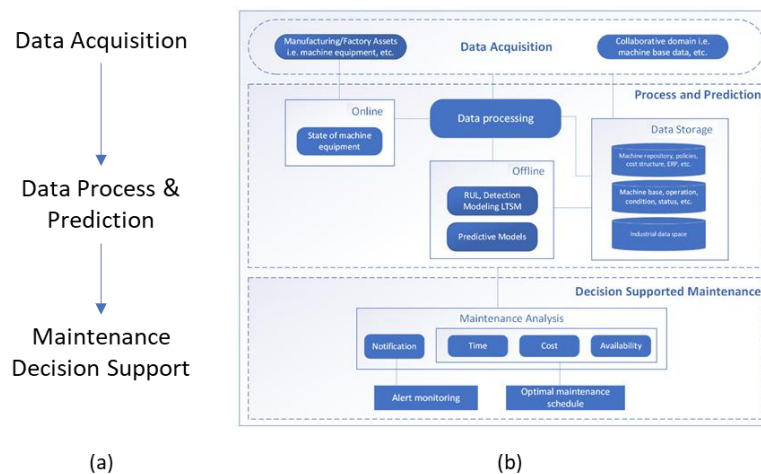 Data Acquisition
Data Process &
Prediction
Maintenance
Decision Support
(a)
Manufacturing/Factory Assets
i.e. machine equipment, etc.
Data Acquisition
Collaborative domain i.e.
machine base data, etc.
Process and Prediction
Online
State of machine
equipment
Data processing
Data Storage
Machine repository, policies,
cost structure, ERP, etc.
Machine base, operation,
condition, status, etc.
Industrial data space
Offline
RUL, Detection
Modeling LTSM
Predictive Models
Decision Supported Maintenance
Maintenance Analysis
Notification
Time
Cost
Availability
Alert monitoring
Optimal maintenance
schedule
(b)